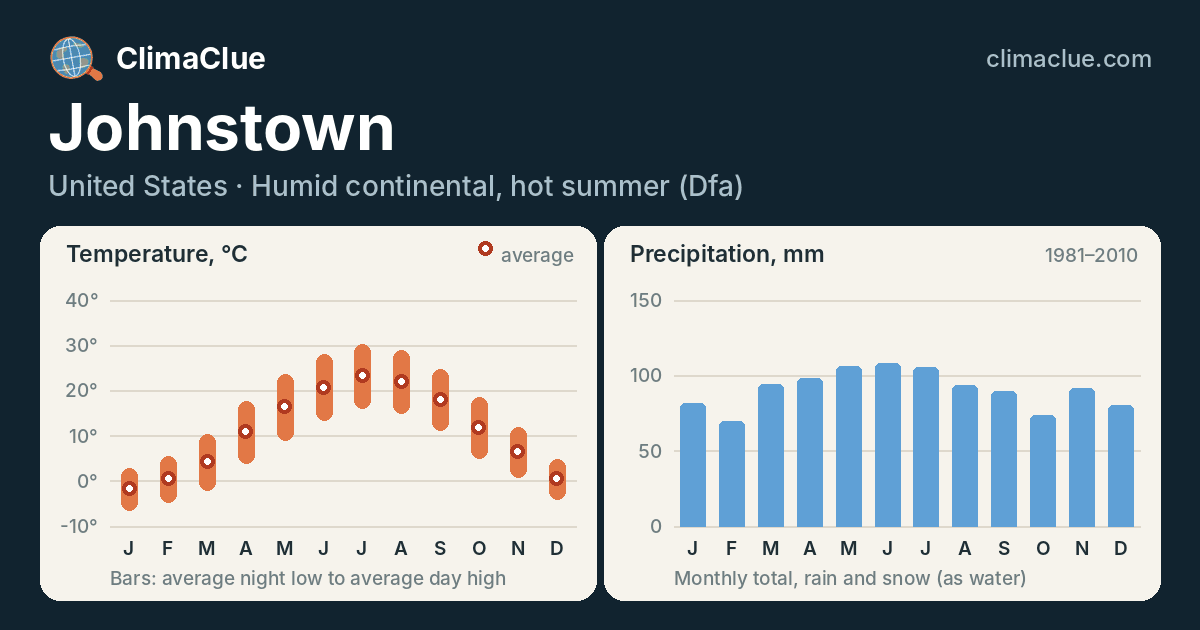 ClimaClue
climaclue.com
Johnstown
United States · Humid continental, hot summer (Dfa)
Temperature, °C
average
40°
30°
20°
10°
0°
-10°
J F M A M J J A S O N D
Bars: average night low to average day high
Precipitation, mm
1981–2010
150
100
50
0
J F M A M J J A S O N D
Monthly total, rain and snow (as water)